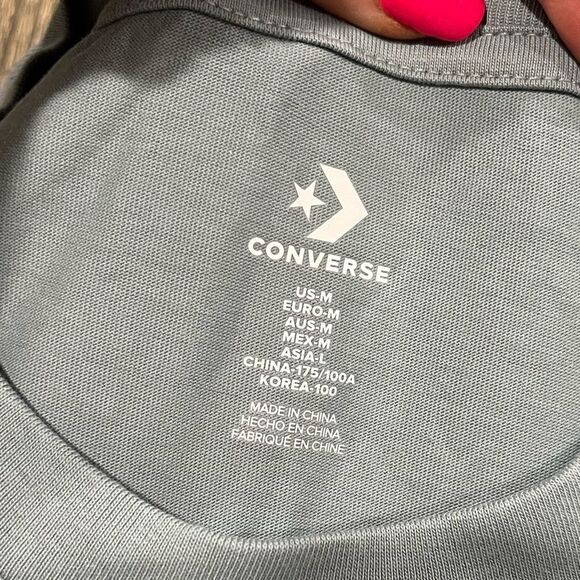 CONVERSE
US-M
EURO-M
AUS-M
MEX-M
ASIA-L
CHINA-175/100A
KOREA-100
MADE IN CHINA
HECHO EN CHINA
FABRIQUÉ EN CHINE